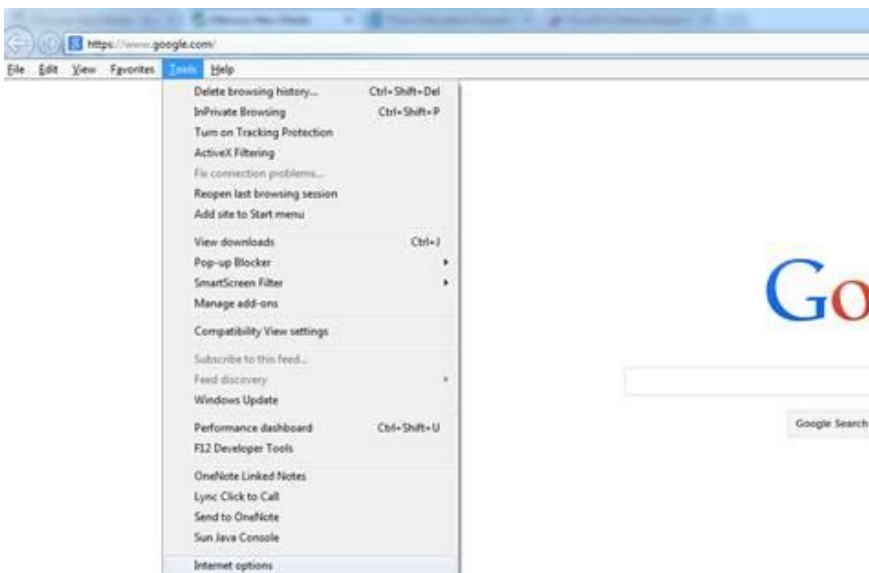 https://www.google.com/
File Edit View Favorites Tools Help
Delete browsing history... Ctrl+Shift+Del
InPrivate Browsing Ctrl+Shift+P
Turn on Tracking Protection
ActiveX Filtering
Fix connection problems...
Reopen last browsing session
Add site to Start menu
View downloads Ctrl+J
Pop-up Blocker
SmartScreen Filter
Manage add-ons
Compatibility View settings
Subscribe to this feed...
Feed discovery
Windows Update
Performance dashboard Ctrl+Shift+U
F12 Developer Tools
OneNote Linked Notes
Lync Click to Call
Send to OneNote
Sun Java Console
Internet options
Go
Google Search